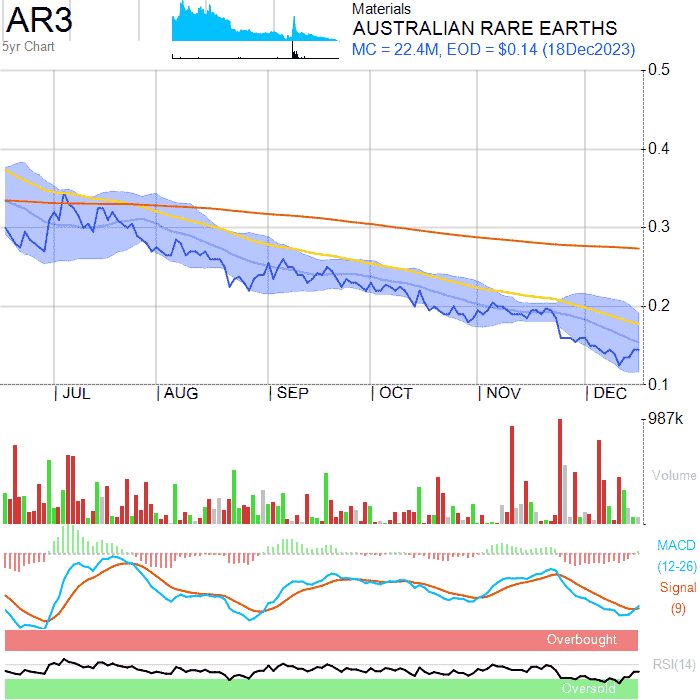 AR3
5yr Chart
Materials
AUSTRALIAN RARE EARTHS
MC = 22.4M, EOD = $0.14 (18Dec2023)
0.5
0.4
0.3
0.2
0.1
JUL AUG SEP OCT NOV DEC
987k
Volume
MACD
(12-26)
Signal
(9)
Overbought
RSI(14)
Oversold